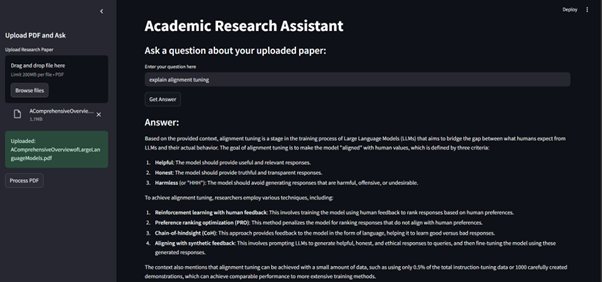 Deploy
Upload PDF and Ask
Upload Research Paper
Drag and drop file here
Limit 200MB per file • PDF
Browse files
AComprehensiveOvervie...
1.7MB
Uploaded:
AComprehensiveOverviewofLargeLan
guageModels.pdf
Process PDF
Academic Research Assistant
Ask a question about your uploaded paper:
Enter your question here
explain alignment tuning
Get Answer
Answer:
Based on the provided context, alignment tuning is a stage in the training process of Large Language Models (LLMs) that aims to bridge the gap between what humans expect from
LLMs and their actual behavior. The goal of alignment tuning is to make the model "aligned" with human values, which is defined by three criteria:
1. Helpful: The model should provide useful and relevant responses.
2. Honest: The model should provide truthful and transparent responses.
3. Harmless (or "HHH"): The model should avoid generating responses that are harmful, offensive, or undesirable.
To achieve alignment tuning, researchers employ various techniques, including:
1. Reinforcement learning with human feedback: This involves training the model using human feedback to rank responses based on human preferences.
2. Preference ranking optimization (PRO): This method penalizes the model for ranking responses that do not align with human preferences.
3. Chain-of-hindsight (CoH): This approach provides feedback to the model in the form of language, helping it to learn good versus bad responses.
4. Aligning with synthetic feedback: This involves prompting LLMs to generate helpful, honest, and ethical responses to queries, and then fine-tuning the model using these
generated responses.
The context also mentions that alignment tuning can be achieved with a small amount of data, such as using only 0.5% of the total instruction-tuning data or 1000 carefully created
demonstrations, which can achieve comparable performance to more extensive training methods.